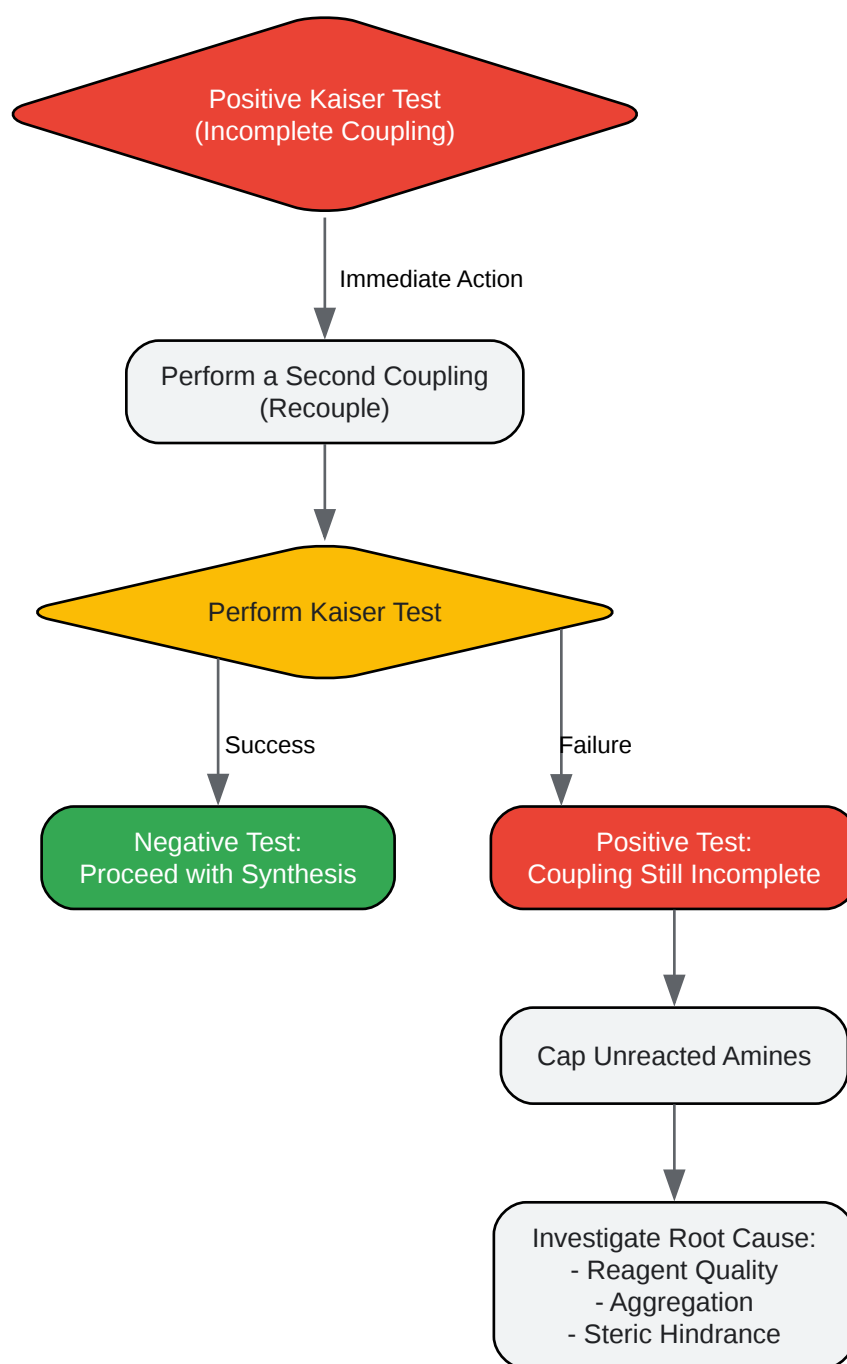 Positive Kaiser Test
(Incomplete Coupling)
Immediate Action
Perform a Second Coupling
(Recouple)
Perform Kaiser Test
Success
Failure
Negative Test:
Proceed with Synthesis
Positive Test:
Coupling Still Incomplete
Cap Unreacted Amines
Investigate Root Cause:
- Reagent Quality
- Aggregation
- Steric Hindrance